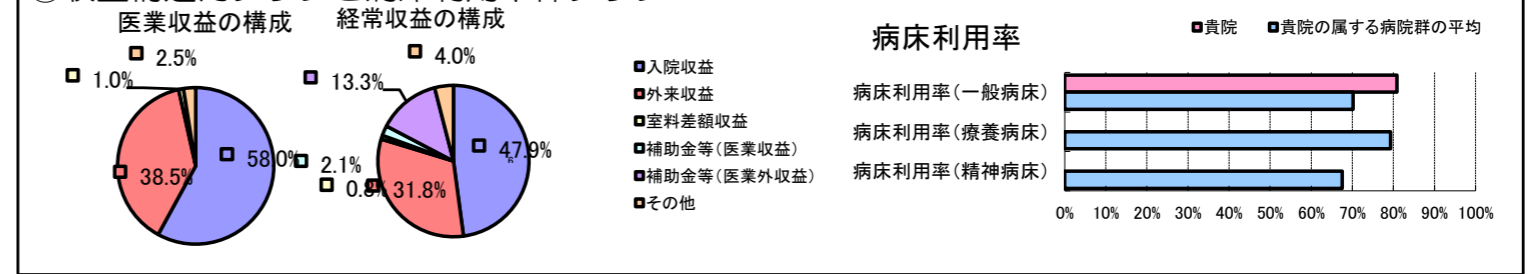 医業収益の構成
2.5%
1.0%
38.5%
58.0%
経常収益の構成
4.0%
13.3%
2.1%
0.8%
31.8%
47.9%
入院収益
外来収益
室料差額収益
補助金等(医業収益)
補助金等(医業外収益)
その他
病床利用率
貴院 貴院の属する病院群の平均
病床利用率(一般病床)
病床利用率(療養病床)
病床利用率(精神病床)
0% 10% 20% 30% 40% 50% 60% 70% 80% 90% 100%